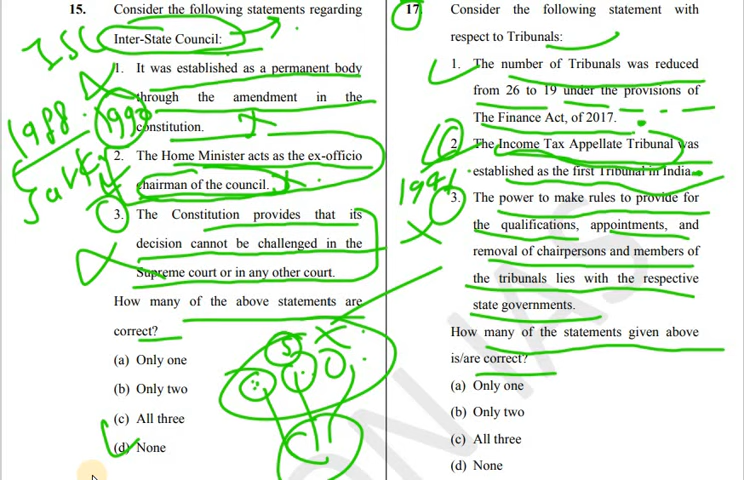 15. Consider the following statements regarding
Inter-State Council:
1. It was established as a permanent body
through the amendment in the
constitution.
2. The Home Minister acts as the ex-officio
chairman of the council.
3. The Constitution provides that its
decision cannot be challenged in the
Supreme court or in any other court.
How many of the above statements are
correct?
(a) Only one
(b) Only two
(c) All three
(d) None
ISC
1988
1990
17. Consider the following statement with
respect to Tribunals:
1. The number of Tribunals was reduced
from 26 to 19 under the provisions of
The Finance Act, of 2017.
2. The Income Tax Appellate Tribunal was
established as the first Tribunal in India.
3. The power to make rules to provide for
the qualifications, appointments, and
removal of chairpersons and members of
the tribunals lies with the respective
state governments.
How many of the statements given above
is/are correct?
(a) Only one
(b) Only two
(c) All three
(d) None